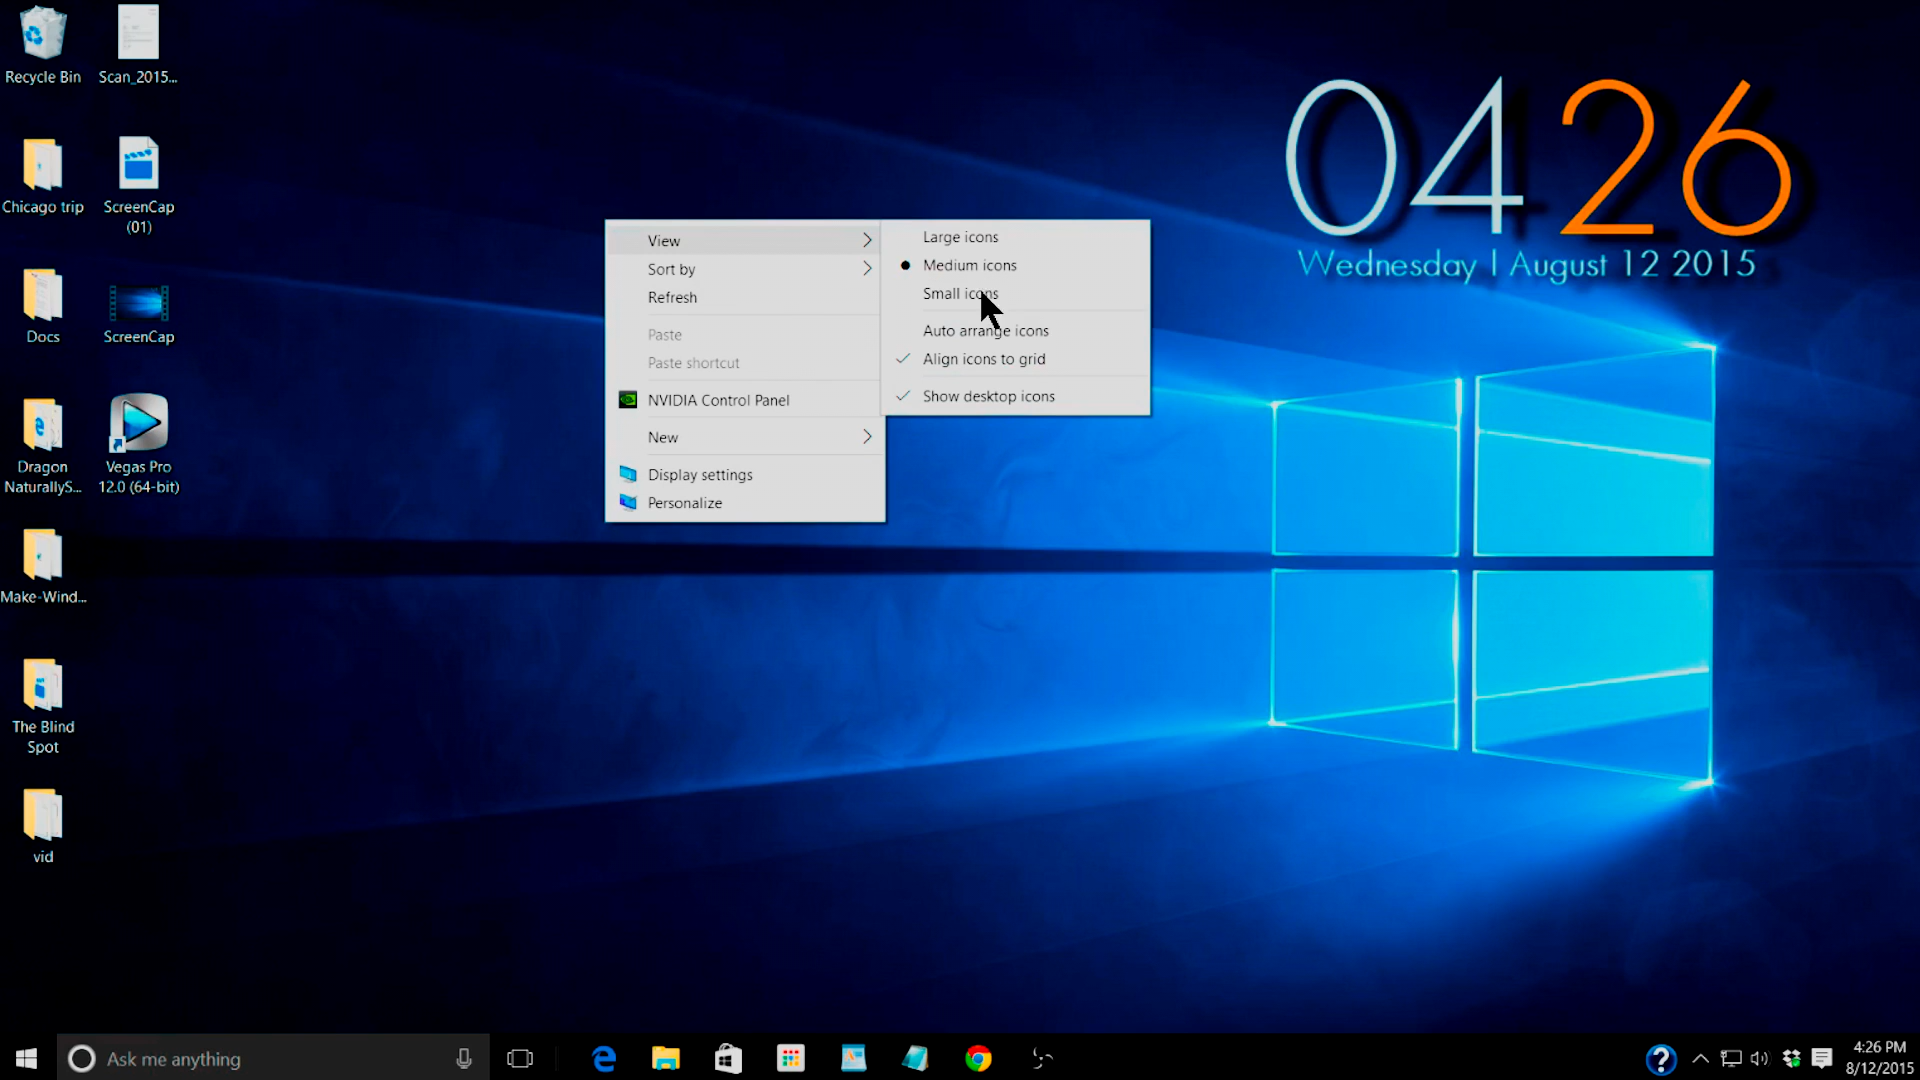 Recycle Bin
Scan_2015...
Chicago trip
ScreenCap
(01)
Docs
ScreenCap
Dragon
NaturallyS...
Vegas Pro
12.0 (64-bit)
Make-Wind...
The Blind
Spot
vid
View
Sort by
Refresh
Paste
Paste shortcut
NVIDIA Control Panel
New
Display settings
Personalize
Large icons
Medium icons
Small icons
Auto arrange icons
Align icons to grid
Show desktop icons
04 26
Wednesday | August 12 2015
Ask me anything
4:26 PM
8/12/2015